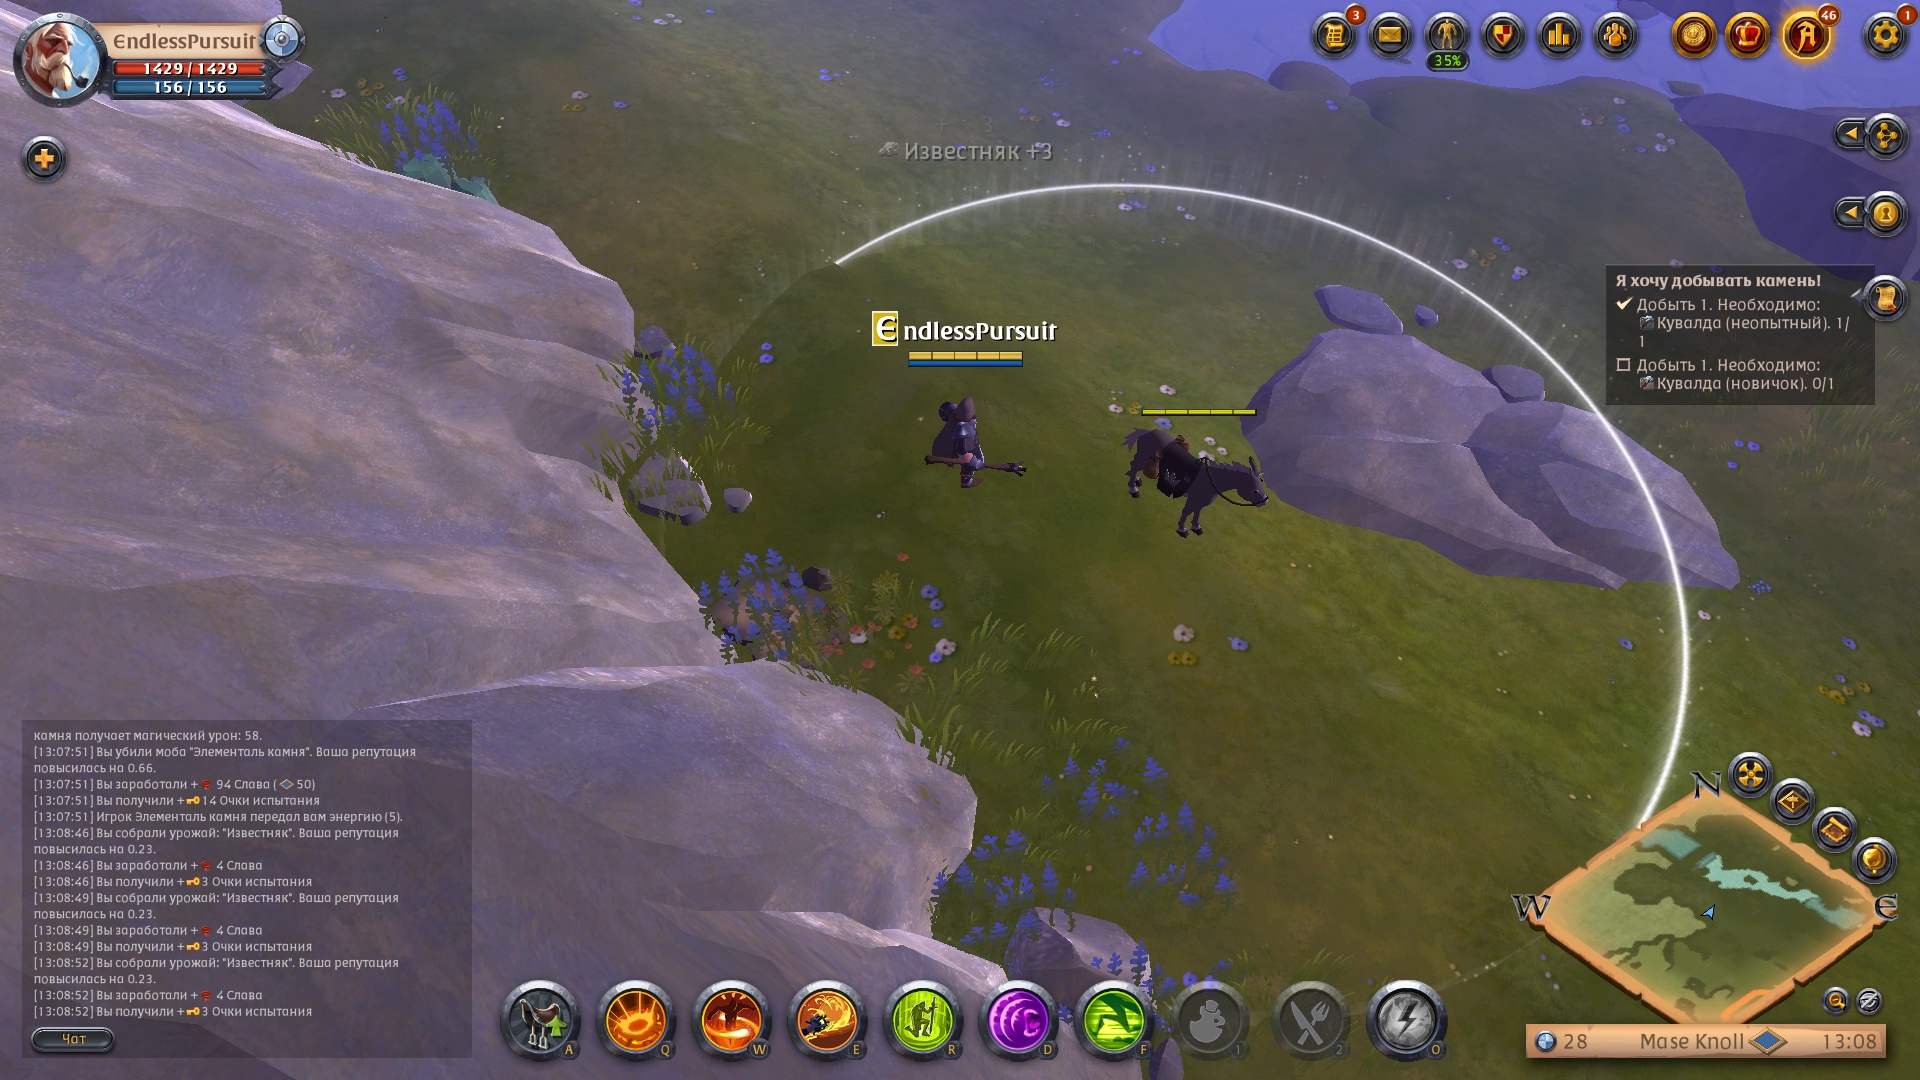 EndlessPursuit
1429 / 1429
156 / 156
3
35%
46
1
Известняк +3
EndlessPursuit
Я хочу добывать камень!
Добыть 1. Необходимо:
Кувалда (неопытный). 1/
1
Добыть 1. Необходимо:
Кувалда (новичок). 0/1
камня получает магический урон: 58.
[13:07:51] Вы убили моба "Элементаль камня". Ваша репутация
повысилась на 0.66.
[13:07:51] Вы заработали + 94 Слава ( 50)
[13:07:51] Вы получили + 14 Очки испытания
[13:07:51] Игрок Элементаль камня передал вам энергию (5).
[13:08:46] Вы собрали урожай: "Известняк". Ваша репутация
повысилась на 0.23.
[13:08:46] Вы заработали + 4 Слава
[13:08:46] Вы получили + 3 Очки испытания
[13:08:49] Вы собрали урожай: "Известняк". Ваша репутация
повысилась на 0.23.
[13:08:49] Вы заработали + 4 Слава
[13:08:49] Вы получили + 3 Очки испытания
[13:08:52] Вы собрали урожай: "Известняк". Ваша репутация
повысилась на 0.23.
[13:08:52] Вы заработали + 4 Слава
[13:08:52] Вы получили + 3 Очки испытания
Чат
A Q W E R D F 1 2 O
N
W
E
28 Mase Knoll 13:08